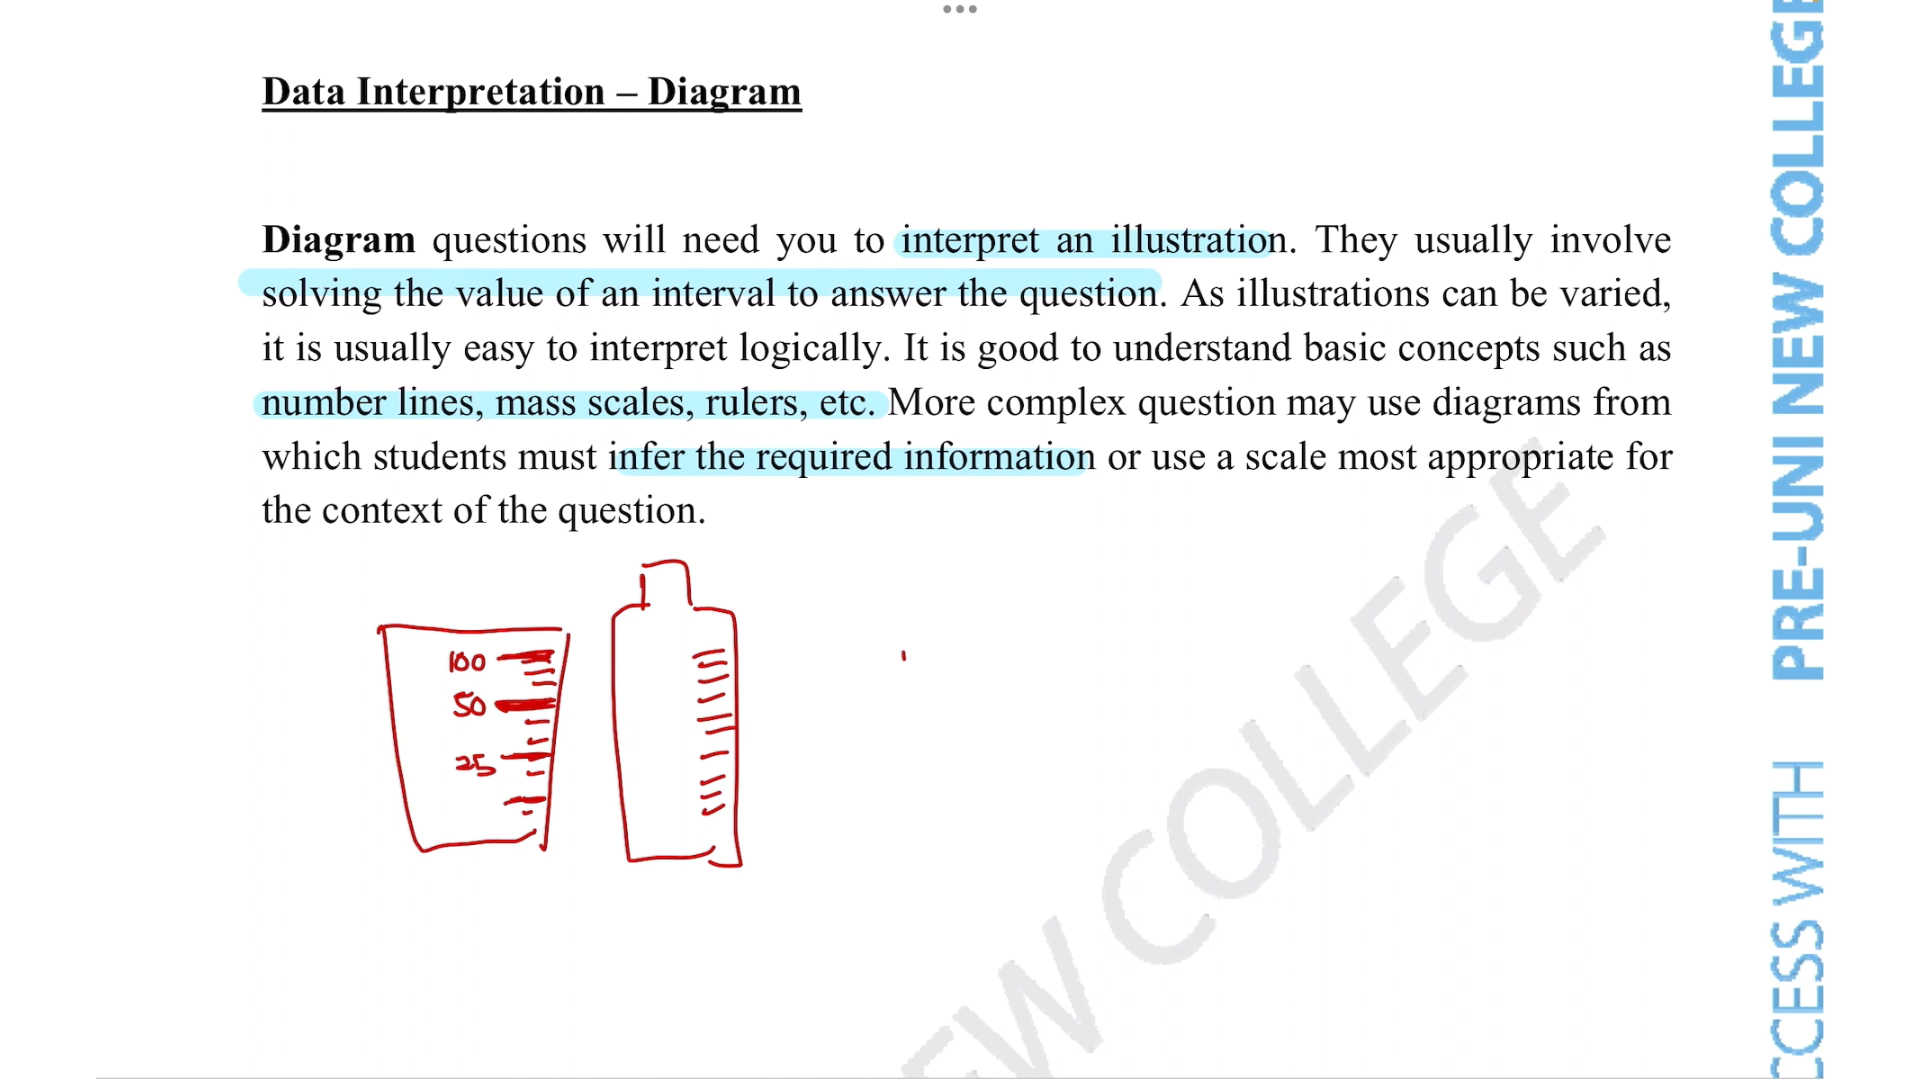 Data Interpretation – Diagram
Diagram questions will need you to interpret an illustration. They usually involve
solving the value of an interval to answer the question. As illustrations can be varied,
it is usually easy to interpret logically. It is good to understand basic concepts such as
number lines, mass scales, rulers, etc. More complex question may use diagrams from
which students must infer the required information or use a scale most appropriate for
the context of the question.
100
50
25
EW COLLEGE
CCESS WITH PRE-UNI NEW COLLEGE